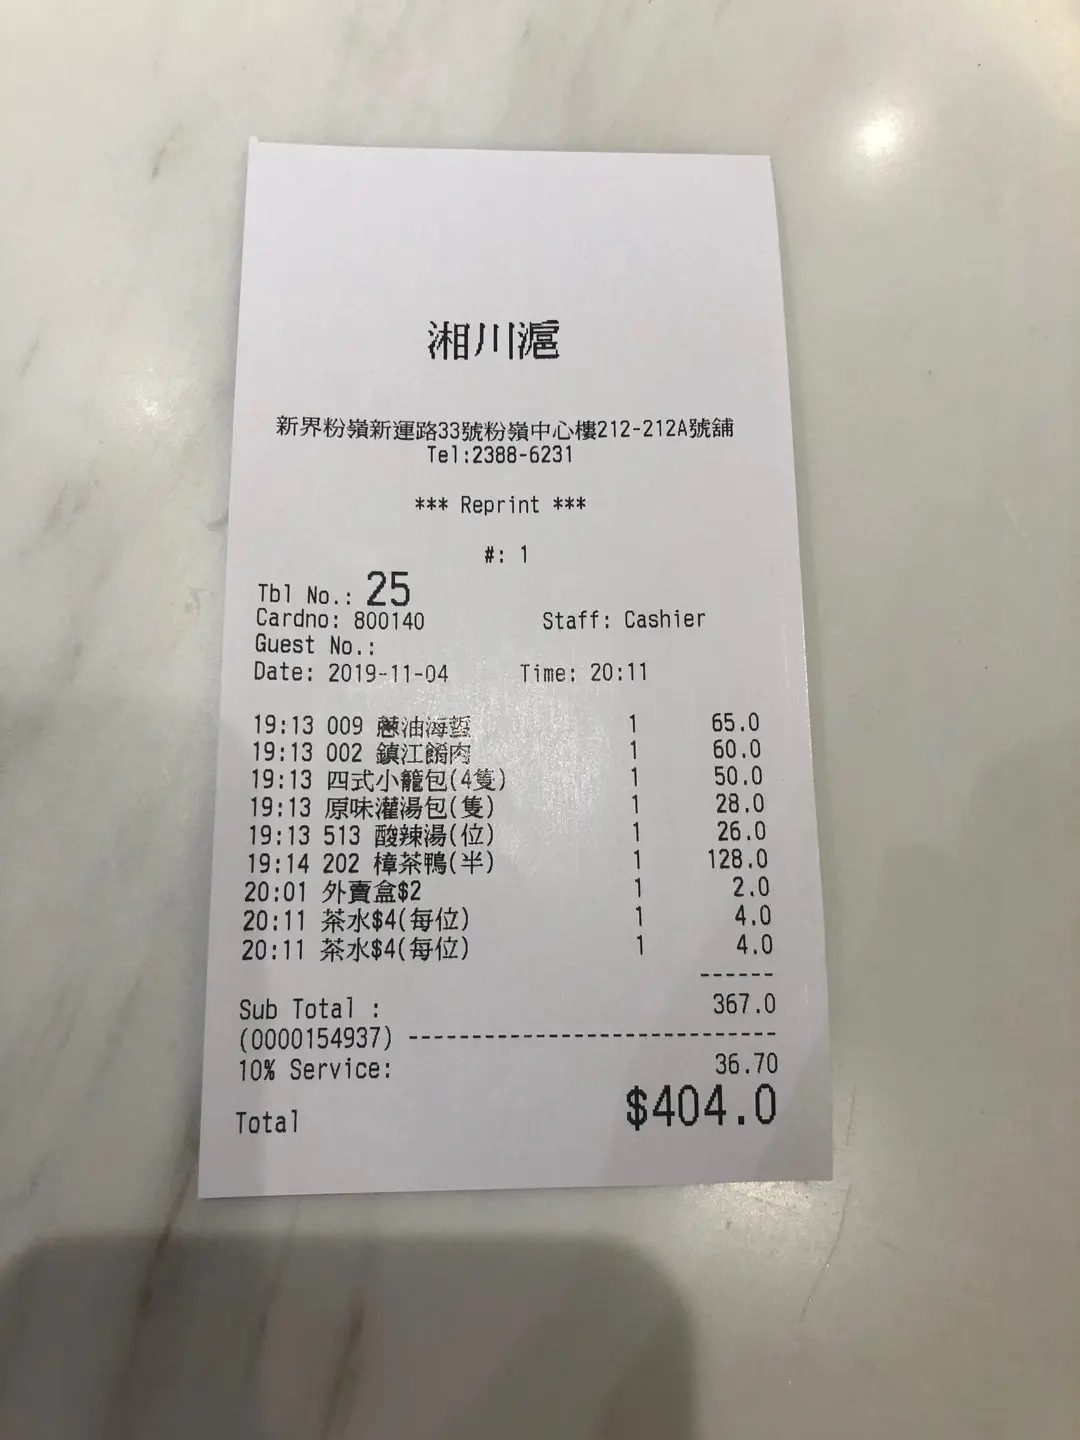 湘川滬
新界粉嶺新運路33號粉嶺中心樓212-212A號舖
Tel:2388-6231
*** Reprint ***
#: 1
Tbl No.: 25
Cardno: 800140 Staff: Cashier
Guest No.:
Date: 2019-11-04 Time: 20:11
19:13 009 蔥油海蜇 1 65.0
19:13 002 鎮江餚肉 1 60.0
19:13 四式小籠包(4隻) 1 50.0
19:13 原味灌湯包(隻) 1 28.0
19:13 513 酸辣湯(位) 1 26.0
19:14 202 樟茶鴨(半) 1 128.0
20:01 外賣盒$2 1 2.0
20:11 茶水$4(每位) 1 4.0
20:11 茶水$4(每位) 1 4.0
------
Sub Total : 367.0
(0000154937) -----------------------------
10% Service: 36.70
Total $404.0